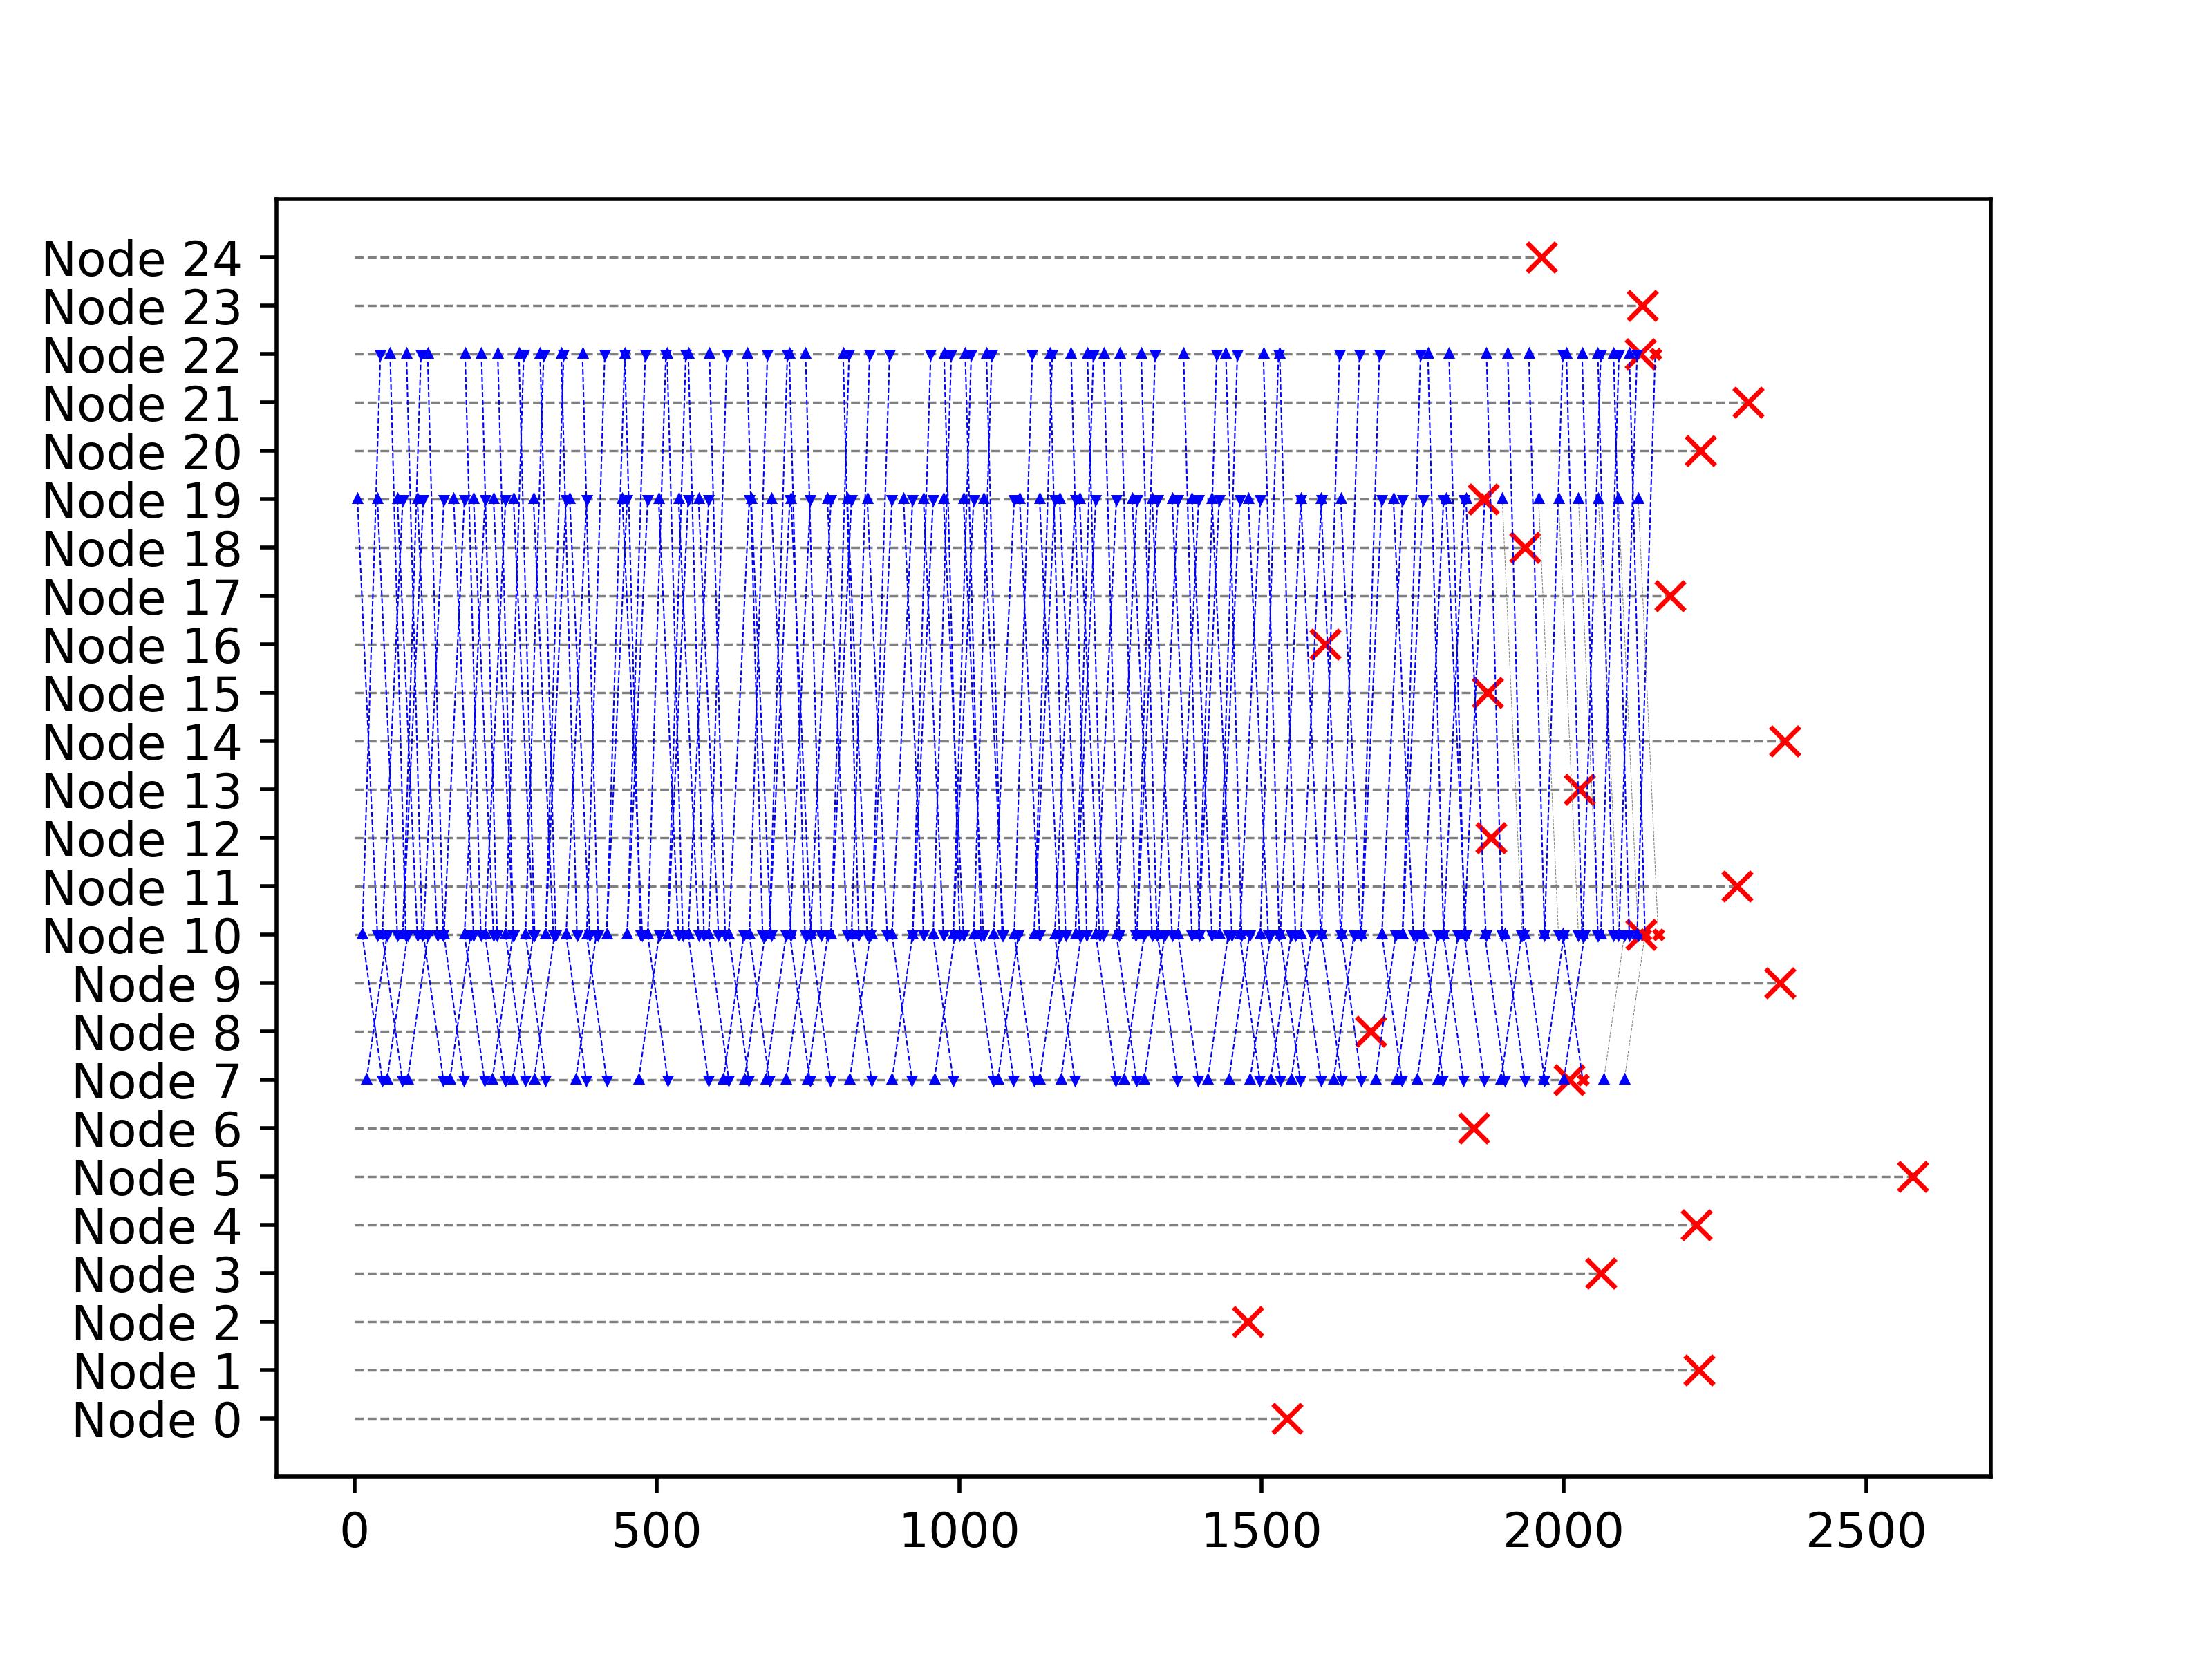 Node 24
Node 23
Node 22
Node 21
Node 20
Node 19
Node 18
Node 17
Node 16
Node 15
Node 14
Node 13
Node 12
Node 11
Node 10
Node 9
Node 8
Node 7
Node 6
Node 5
Node 4
Node 3
Node 2
Node 1
Node 0
0 500 1000 1500 2000 2500